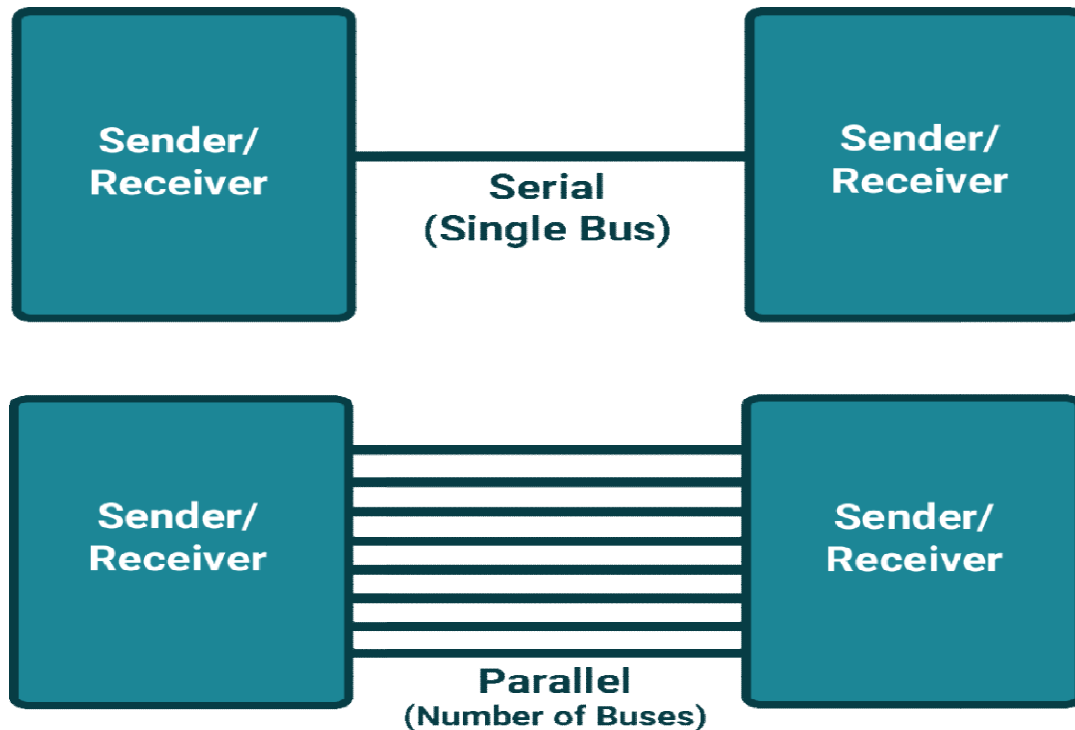 Sender/
Receiver
Serial
(Single Bus)
Sender/
Receiver
Sender/
Receiver
Parallel
(Number of Buses)
Sender/
Receiver